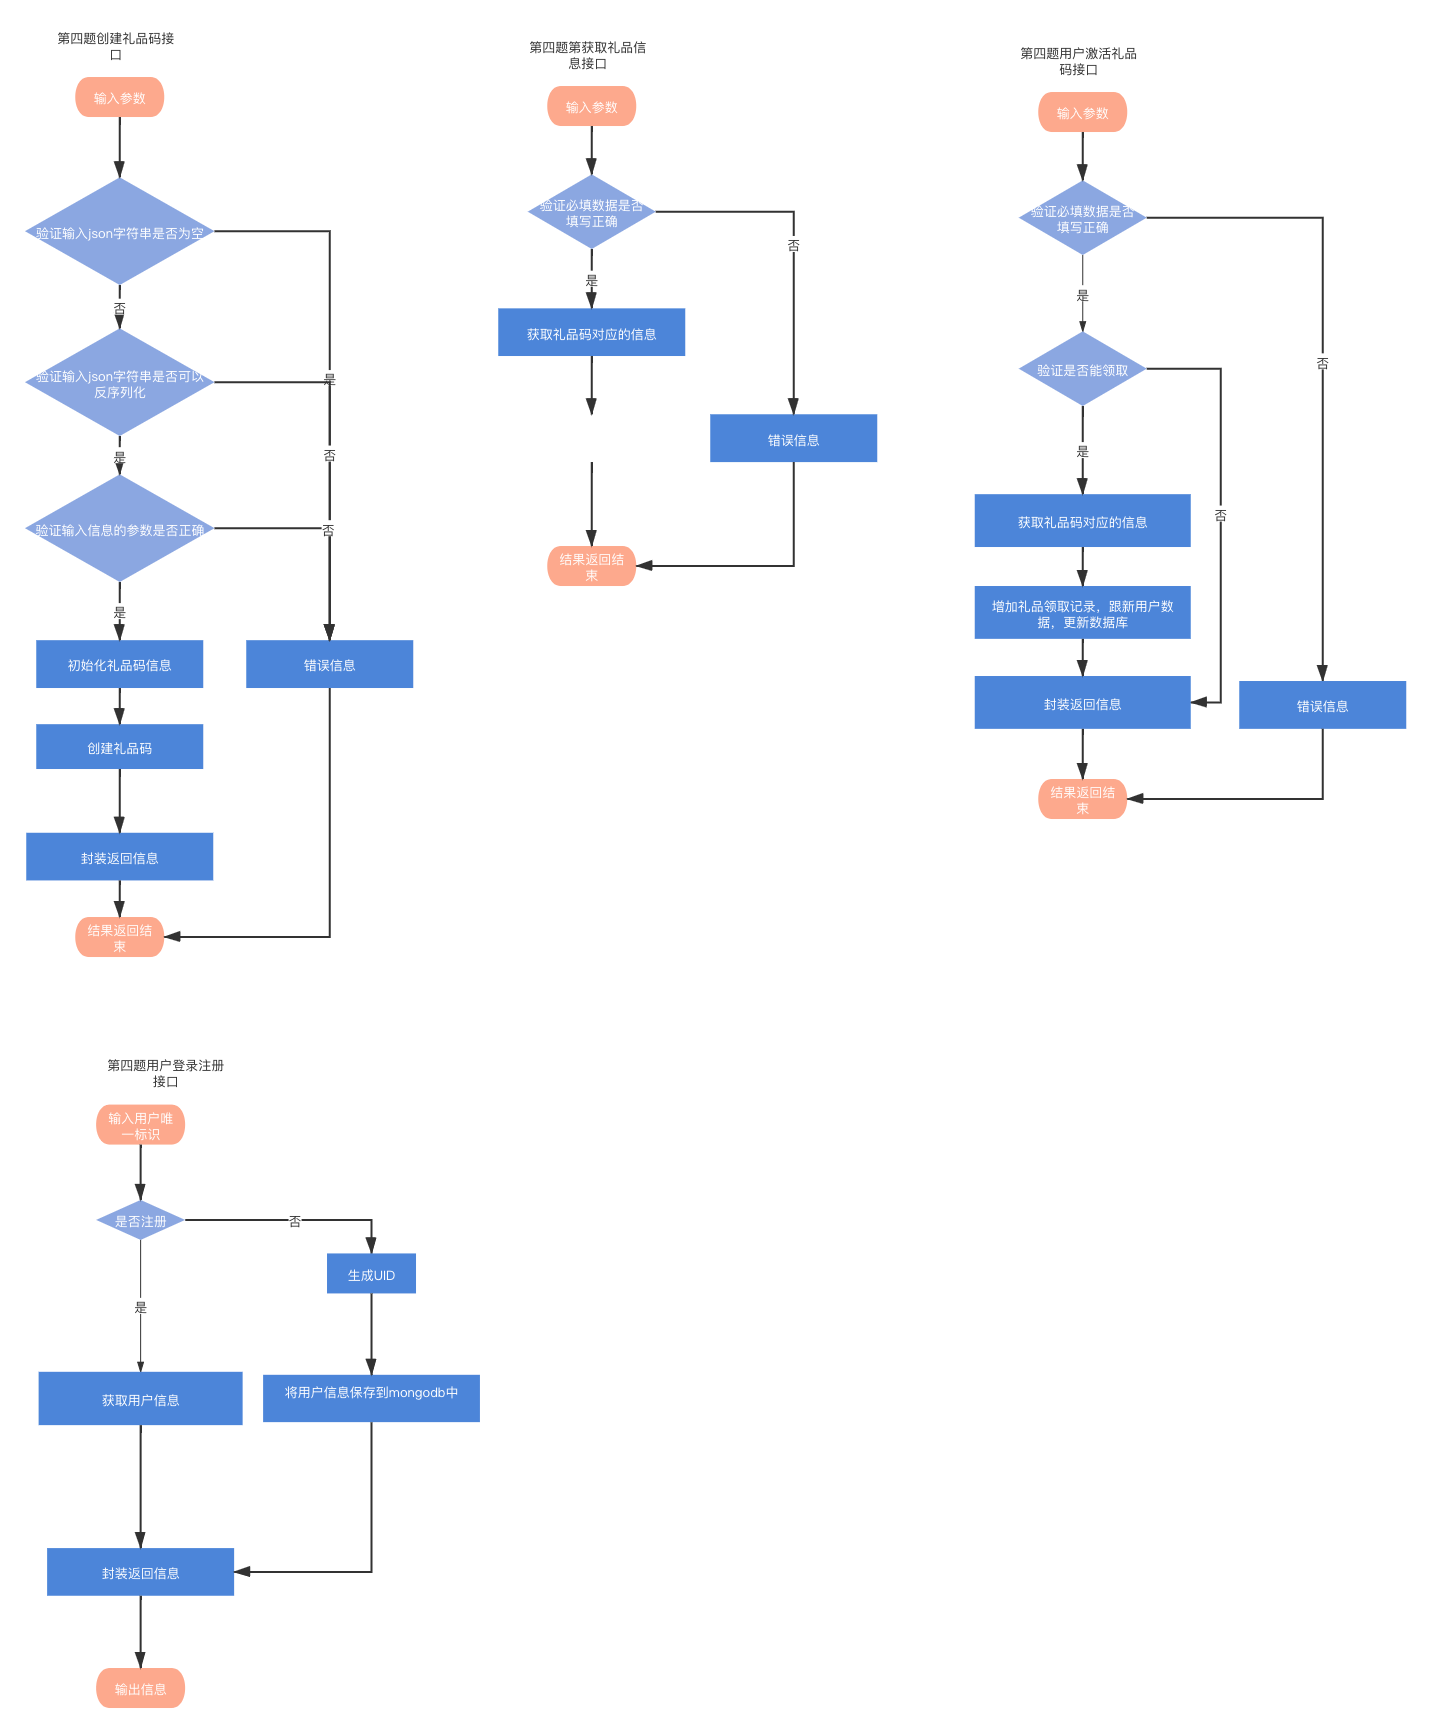 第四题创建礼品码接
口
输入参数
验证输入json字符串是否为空
否
是
验证输入json字符串是否可以
反序列化
是
否
验证输入信息的参数是否正确
否
是
初始化礼品码信息
错误信息
创建礼品码
封装返回信息
结果返回结
束
第四题第获取礼品信
息接口
输入参数
验证必填数据是否
填写正确
否
是
获取礼品码对应的信息
错误信息
结果返回结
束
第四题用户激活礼品
码接口
输入参数
验证必填数据是否
填写正确
是
否
验证是否能领取
是
否
获取礼品码对应的信息
增加礼品领取记录，跟新用户数
据，更新数据库
封装返回信息
错误信息
结果返回结
束
第四题用户登录注册
接口
输入用户唯
一标识
是否注册
否
生成UID
是
获取用户信息
将用户信息保存到mongodb中
封装返回信息
输出信息